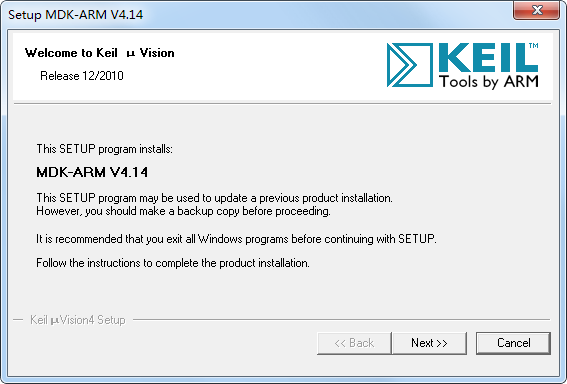 Setup MDK-ARM V4.14
Welcome to Keil μ Vision
Release 12/2010
KEIL™
Tools by ARM
This SETUP program installs:
MDK-ARM V4.14
This SETUP program may be used to update a previous product installation.
However, you should make a backup copy before proceeding.
It is recommended that you exit all Windows programs before continuing with SETUP.
Follow the instructions to complete the product installation.
Keil μVision4 Setup
<< Back
Next >>
Cancel